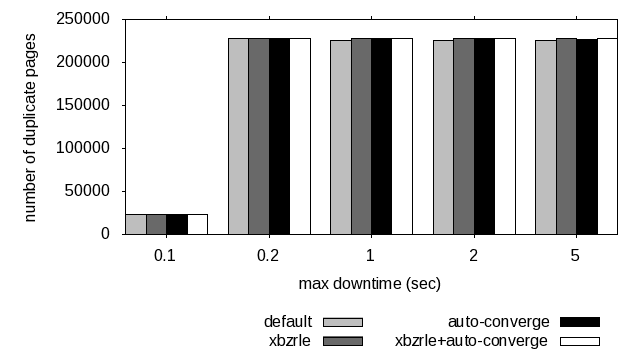 250000
200000
150000
100000
50000
0
number of duplicate pages
0.1 0.2 1 2 5
max downtime (sec)
default auto-converge
xbzrle xbzrle+auto-converge